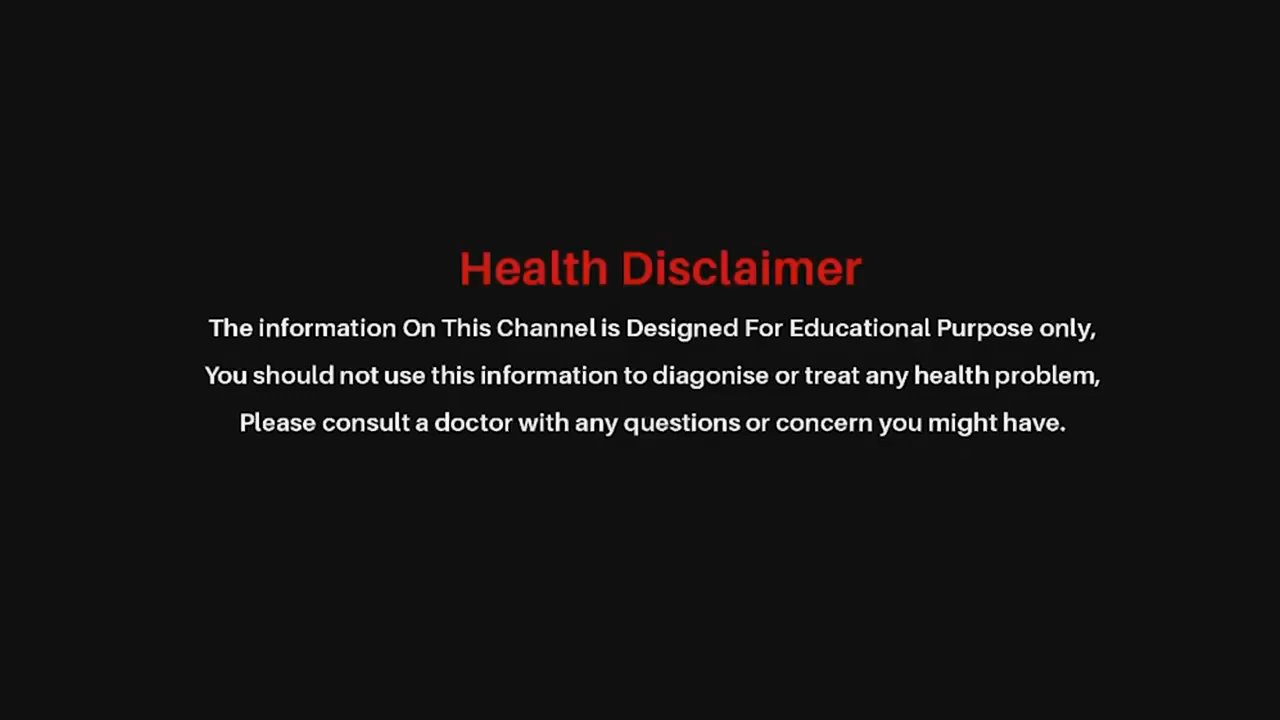 Health Disclaimer
The information On This Channel is Designed For Educational Purpose only,
You should not use this information to diagonise or treat any health problem,
Please consult a doctor with any questions or concern you might have.